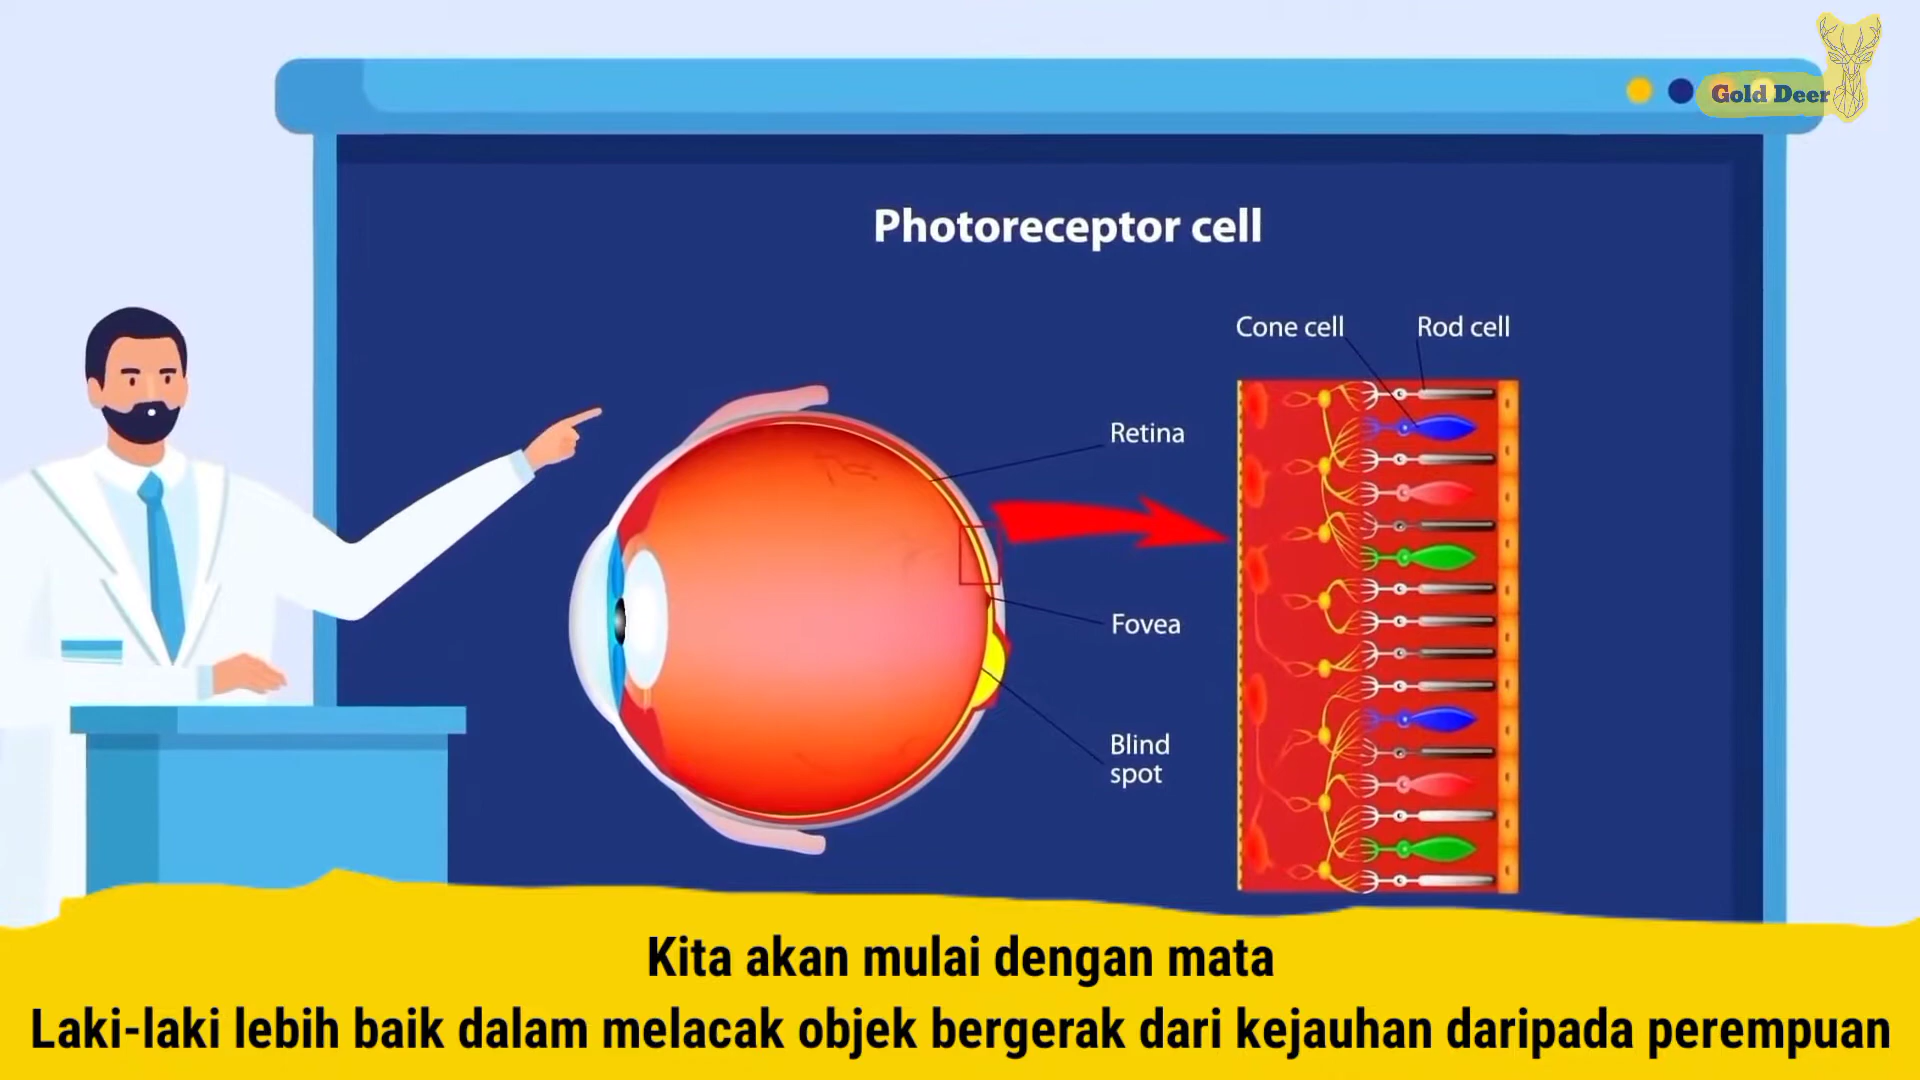 Gold Deer
Photoreceptor cell
Cone cell
Rod cell
Retina
Fovea
Blind
spot
Kita akan mulai dengan mata
Laki-laki lebih baik dalam melacak objek bergerak dari kejauhan daripada perempuan